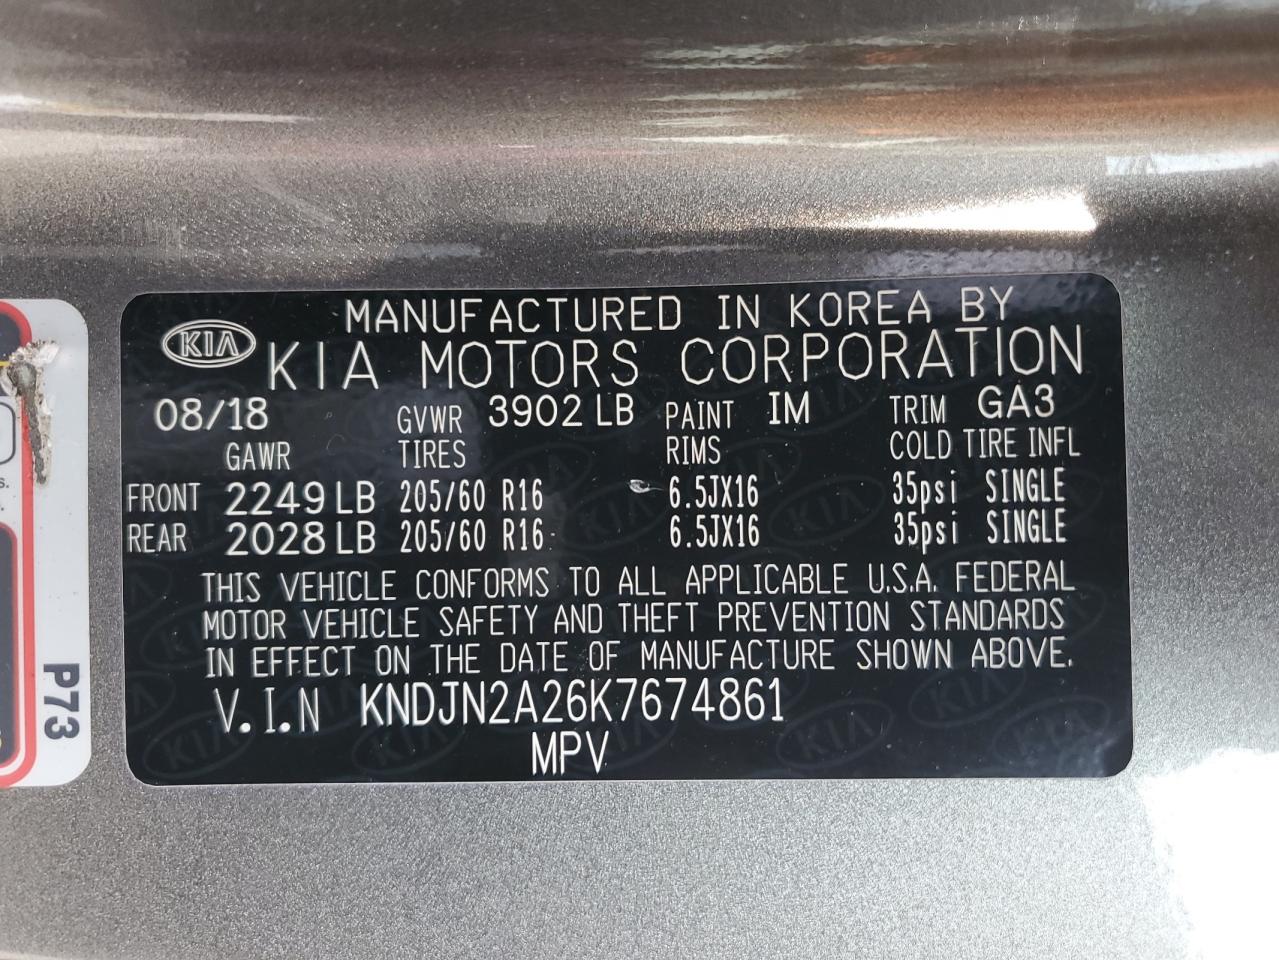 MANUFACTURED IN KOREA BY
KIA KIA MOTORS CORPORATION
08/18 GVWR 3902 LB PAINT IM TRIM GA3
GAWR TIRES RIMS COLD TIRE INFL
FRONT 2249 LB 205/60 R16 6.5JX16 35psi SINGLE
REAR 2028 LB 205/60 R16 6.5JX16 35psi SINGLE
THIS VEHICLE CONFORMS TO ALL APPLICABLE U.S.A. FEDERAL
MOTOR VEHICLE SAFETY AND THEFT PREVENTION STANDARDS
IN EFFECT ON THE DATE OF MANUFACTURE SHOWN ABOVE.
V.I.N KNDJN2A26K7674861
MPV
P73